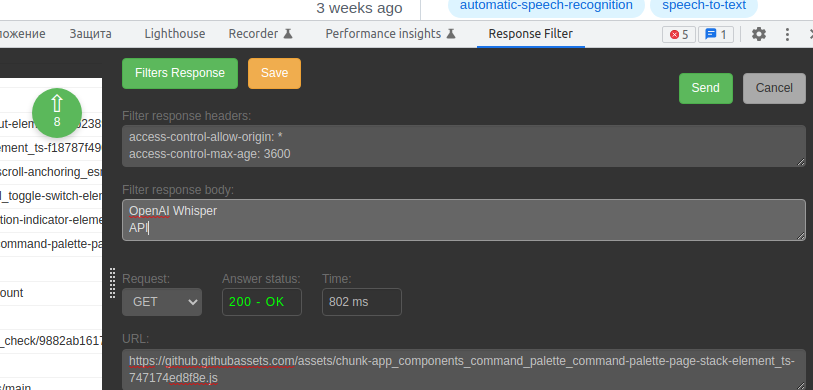 3 weeks ago
automatic-speech-recognition speech-to-text
ложение Защита Lighthouse Recorder Performance insights Response Filter 5 1
Filters Response Save
Send Cancel
8
Filter response headers:
access-control-allow-origin: *
access-control-max-age: 3600
ement_ts-f18787f49
scroll-anchoring_esm
_toggle-switch-elem
tion-indicator-eleme
command-palette-pa
Filter response body:
OpenAI Whisper
API
Request: Answer status: Time:
GET 200 - OK 802 ms
ount
_check/9882ab1617
URL:
https://github.githubassets.com/assets/chunk-app_components_command_palette_command-palette-page-stack-element_ts-
747174ed8f8e.js
s/main